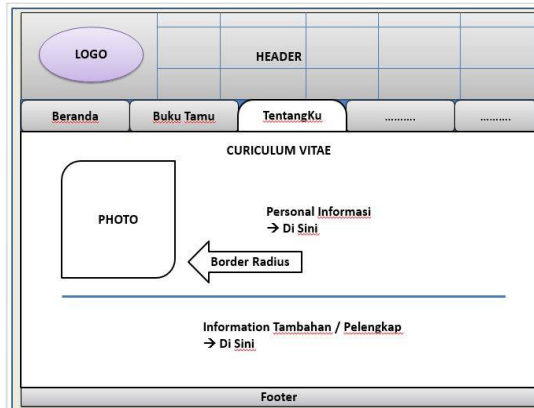 LOGO
HEADER
Beranda
Buku Tamu
TentangKu
..........
..........
CURICULUM VITAE
PHOTO
Personal Informasi
→ Di Sini
Border Radius
Information Tambahan / Pelengkap
→ Di Sini
Footer